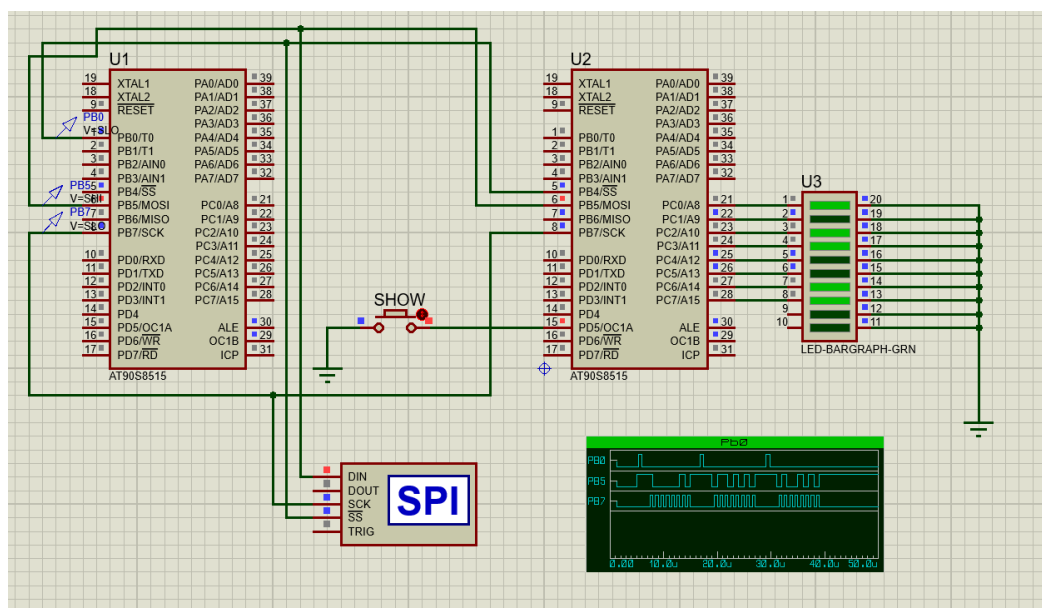 U1
19 XTAL1 PA0/AD0 39
18 XTAL2 PA1/AD1 38
9 RESET PA2/AD2 37
PA3/AD3 36
PB0
V=SLO
PB0/T0 PA4/AD4 35
2 PB1/T1 PA5/AD5 34
3 PB2/AIN0 PA6/AD6 33
4 PB3/AIN1 PA7/AD7 32
5 PB4/SS
PB5
V=SHI
PB5/MOSI PC0/A8 21
7 PB6/MISO PC1/A9 22
PB7
V=SLO
8 PB7/SCK PC2/A10 23
PC3/A11 24
10 PD0/RXD PC4/A12 25
11 PD1/TXD PC5/A13 26
12 PD2/INT0 PC6/A14 27
13 PD3/INT1 PC7/A15 28
14 PD4
15 PD5/OC1A ALE 30
16 PD6/WR OC1B 29
17 PD7/RD ICP 31
AT90S8515
SHOW
U2
19 XTAL1 PA0/AD0 39
18 XTAL2 PA1/AD1 38
9 RESET PA2/AD2 37
PA3/AD3 36
1 PB0/T0 PA4/AD4 35
2 PB1/T1 PA5/AD5 34
3 PB2/AIN0 PA6/AD6 33
4 PB3/AIN1 PA7/AD7 32
5 PB4/SS
6 PB5/MOSI PC0/A8 21
7 PB6/MISO PC1/A9 22
8 PB7/SCK PC2/A10 23
PC3/A11 24
10 PD0/RXD PC4/A12 25
11 PD1/TXD PC5/A13 26
12 PD2/INT0 PC6/A14 27
13 PD3/INT1 PC7/A15 28
14 PD4
15 PD5/OC1A ALE 30
16 PD6/WR OC1B 29
17 PD7/RD ICP 31
AT90S8515
U3
1 20
2 19
3 18
4 17
5 16
6 15
7 14
8 13
9 12
10 11
LED-BARGRAPH-GRN
DIN
DOUT
SCK
SS
TRIG
SPI
Pb0
PB0
PB5
PB7
0.00 10.0u 20.0u 30.0u 40.0u 50.0u